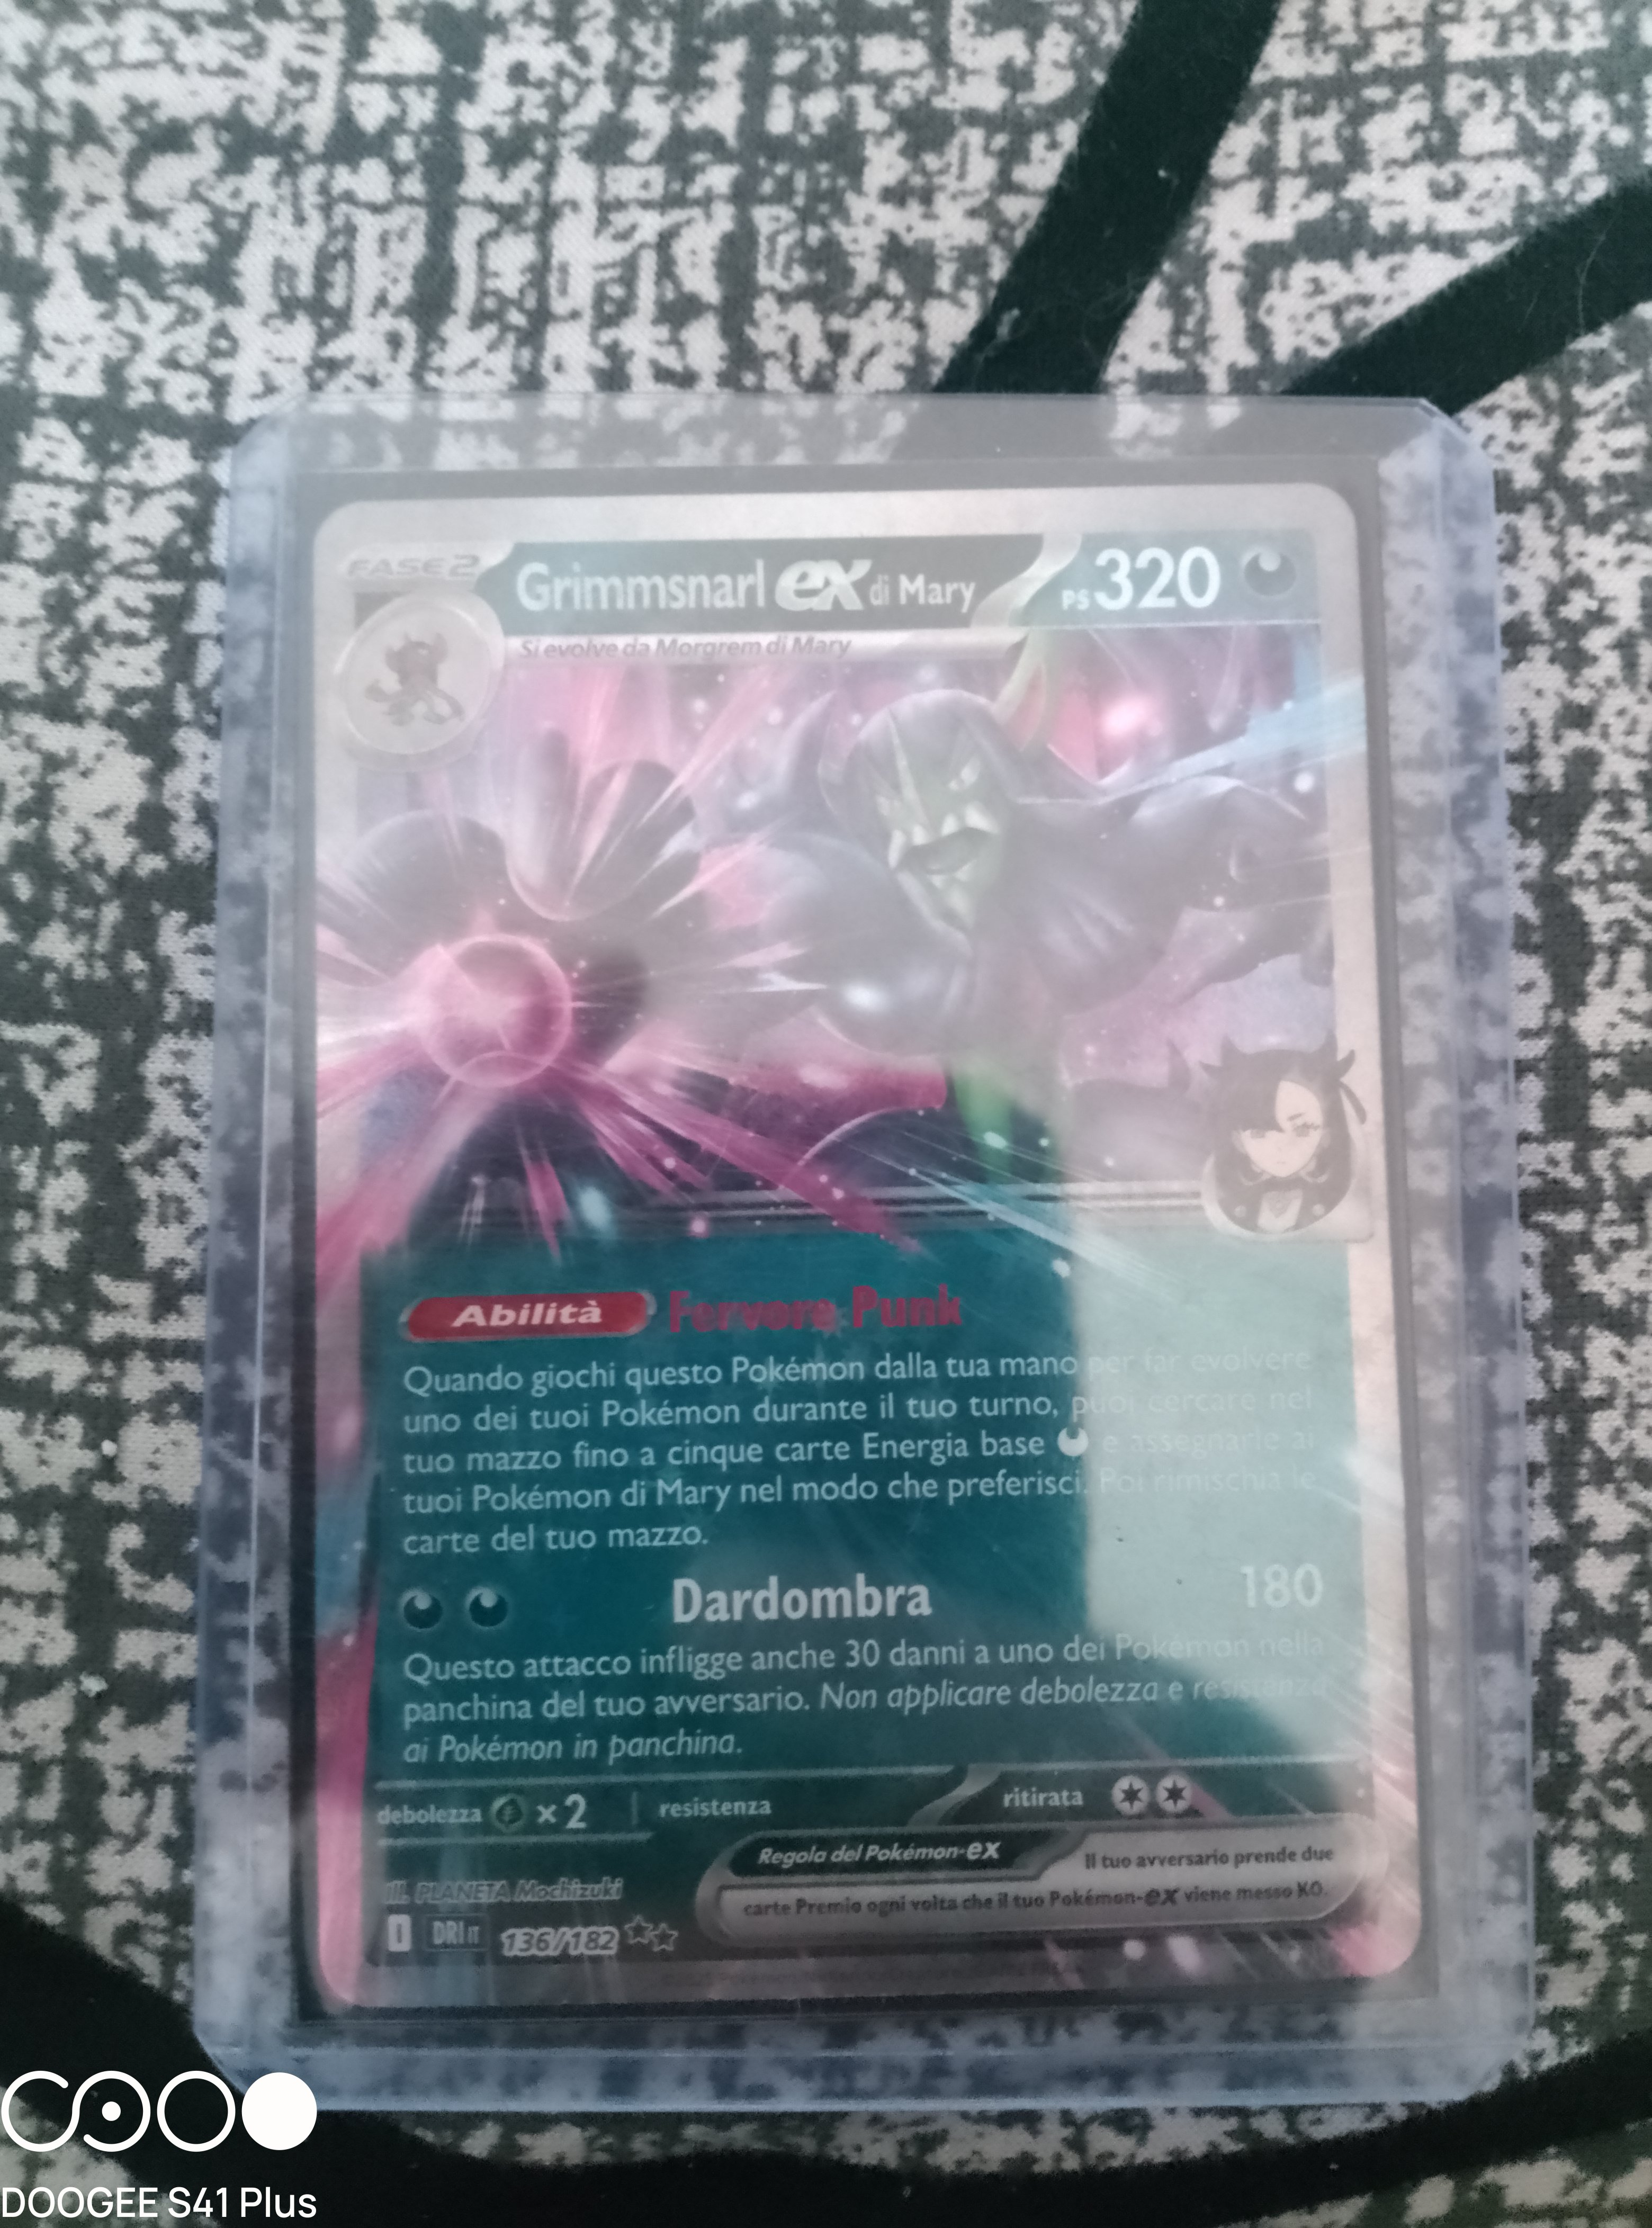 FASE 2
Grimmsnarl ex di Mary
PS 320
Si evolve da Morgrem di Mary
Abilità Fervore Punk
Quando giochi questo Pokémon dalla tua mano per far evolvere
uno dei tuoi Pokémon durante il tuo turno, puoi cercare nel
tuo mazzo fino a cinque carte Energia base e assegnarle ai
tuoi Pokémon di Mary nel modo che preferisci. Poi rimischia le
carte del tuo mazzo.
Dardombra 180
Questo attacco infligge anche 30 danni a uno dei Pokémon nella
panchina del tuo avversario. Non applicare debolezza e resistenza
ai Pokémon in panchina.
debolezza ×2 resistenza ritirata
Regola del Pokémon-ex Il tuo avversario prende due
carte Premio ogni volta che il tuo Pokémon-ex viene messo KO.
Ill. PLANETA Mochizuki
I DRI IT 136/182
DOOGEE S41 Plus